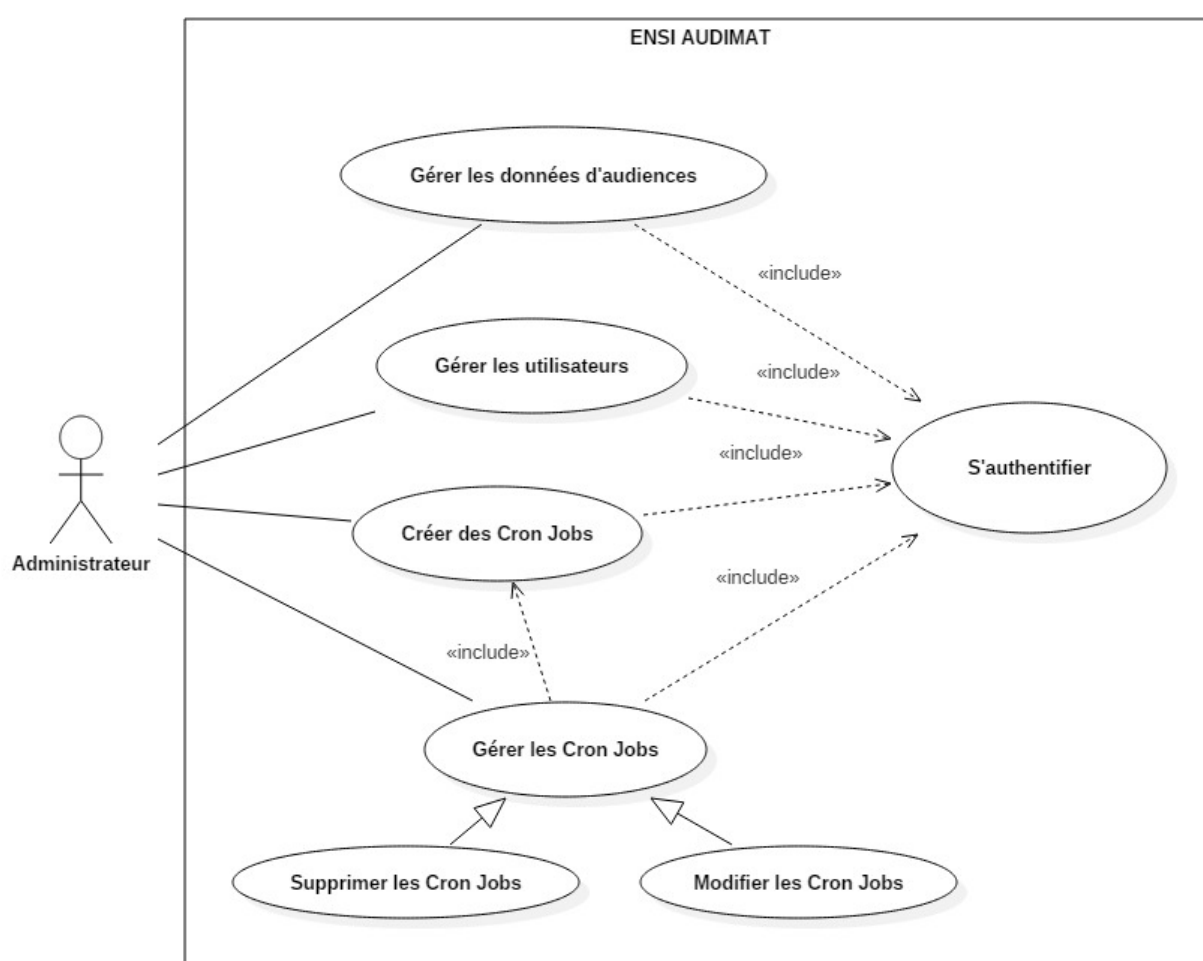 ENSI AUDIMAT
Gérer les données d'audiences
«include»
Gérer les utilisateurs
«include»
«include»
S'authentifier
Créer des Cron Jobs
Administrateur
«include»
«include»
Gérer les Cron Jobs
Supprimer les Cron Jobs
Modifier les Cron Jobs